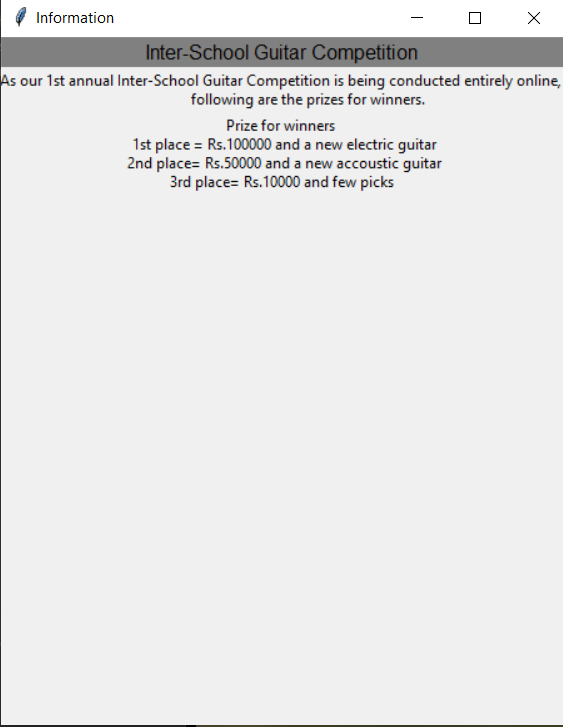 Information
Inter-School Guitar Competition
As our 1st annual Inter-School Guitar Competition is being conducted entirely online,
following are the prizes for winners.
Prize for winners
1st place = Rs.100000 and a new electric guitar
2nd place= Rs.50000 and a new accoustic guitar
3rd place= Rs.10000 and few picks